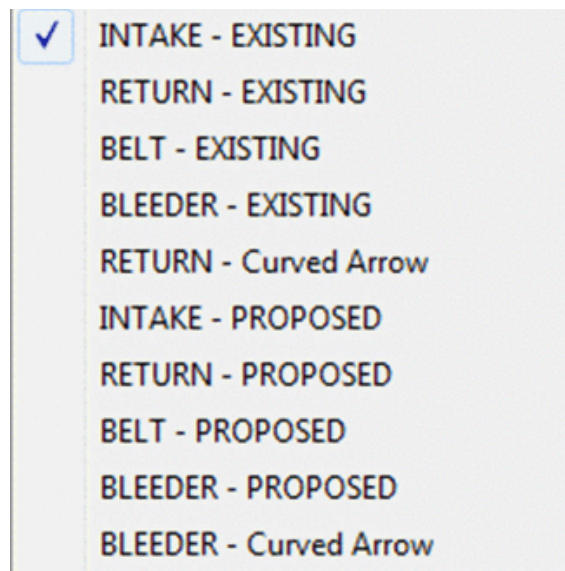 INTAKE - EXISTING
RETURN - EXISTING
BELT - EXISTING
BLEEDER - EXISTING
RETURN - Curved Arrow
INTAKE - PROPOSED
RETURN - PROPOSED
BELT - PROPOSED
BLEEDER - PROPOSED
BLEEDER - Curved Arrow